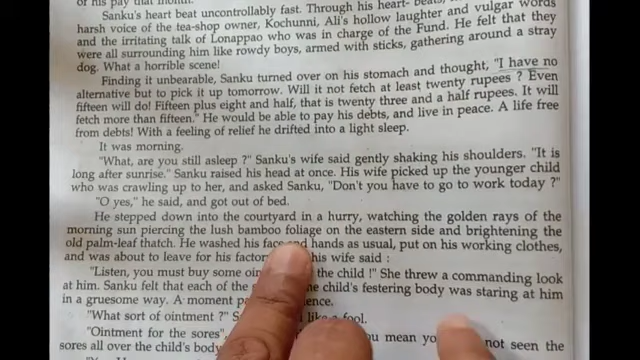 of his pay that month.
Sanku's heart beat uncontrollably fast. Through his heart-beats, he
harsh voice of the tea-shop owner, Kochunni, Ali's hollow laughter and vulgar words
and the irritating talk of Lonappao who was in charge of the Fund. He felt that they
were all surrounding him like rowdy boys, armed with sticks, gathering around a stray
dog. What a horrible scene!
Finding it unbearable, Sanku turned over on his stomach and thought, "I have no
alternative but to pick it up tomorrow. Will it not fetch at least twenty rupees ? Even
fifteen will do! Fifteen plus eight and half, that is twenty three and a half rupees. It will
fetch more than fifteen." He would be able to pay his debts, and live in peace. A life free
from debts! With a feeling of relief he drifted into a light sleep.
It was morning.
"What, are you still asleep ?" Sanku's wife said gently shaking his shoulders. "It is
long after sunrise." Sanku raised his head at once. His wife picked up the younger child
who was crawling up to her, and asked Sanku, "Don't you have to go to work today ?"
"O yes," he said, and got out of bed.
He stepped down into the courtyard in a hurry, watching the golden rays of the
morning sun piercing the lush bamboo foliage on the eastern side and brightening the
old palm-leaf thatch. He washed his face and hands as usual, put on his working clothes,
and was about to leave for his factor his wife said :
"Listen, you must buy some oin the child !" She threw a commanding look
at him. Sanku felt that each of the the child's festering body was staring at him
in a gruesome way. A moment pa ence.
"What sort of ointment ?" S like a fool.
"Ointment for the sores", mean yo not seen the
sores all over the child's body